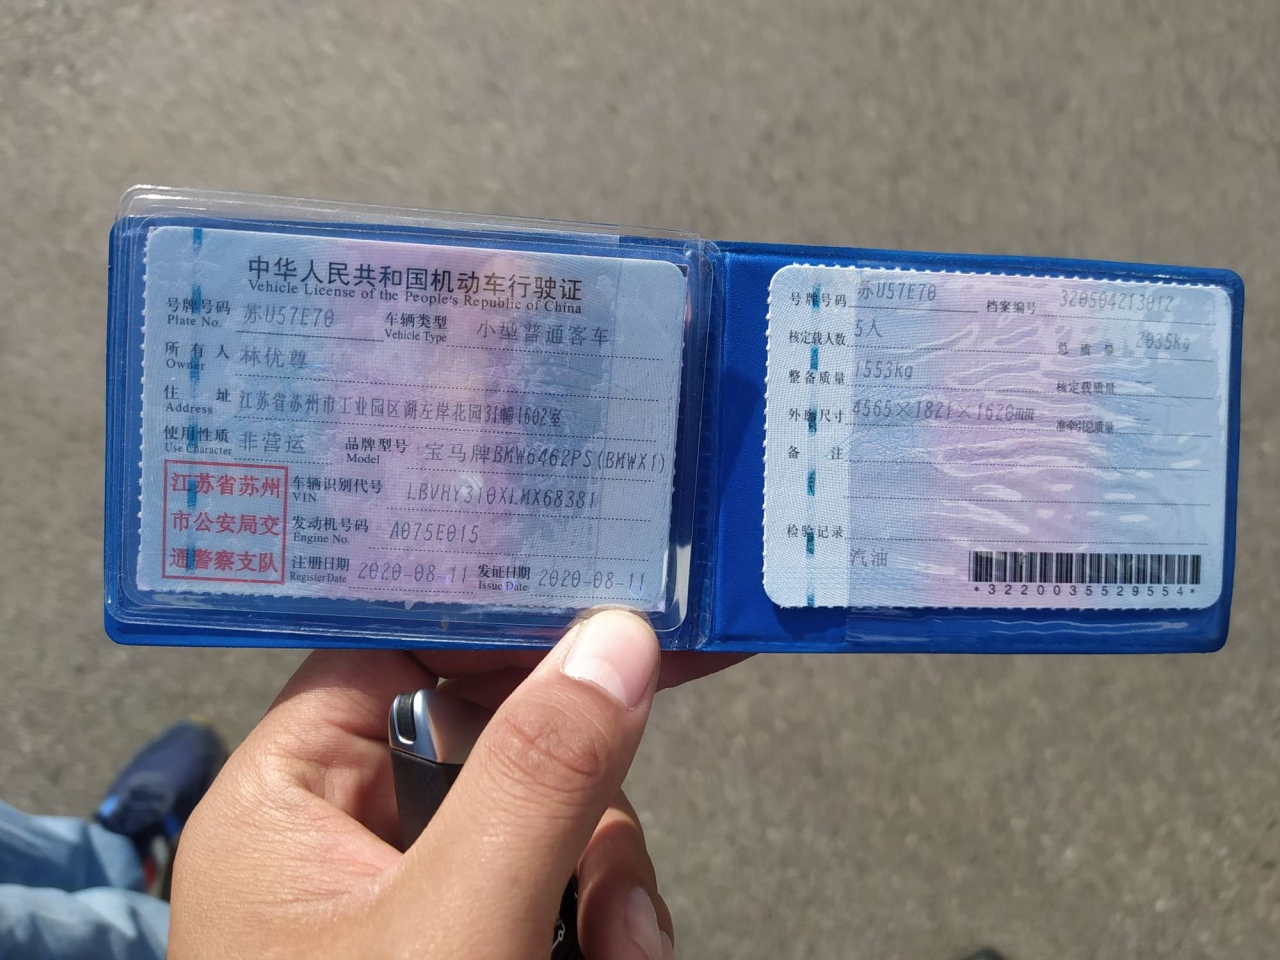 中华人民共和国机动车行驶证
Vehicle License of the People's Republic of China
号牌号码 苏U57E70 车辆类型 小型普通客车
Plate No. Vehicle Type
所有人 林优尊
Owner
住址 江苏省苏州市工业园区湖左岸花园31幢1602室
Address
使用性质 非营运 品牌型号 宝马牌BMW6462PS(BMWX1)
Use Character Model
江苏省苏州
市公安局交
通警察支队
车辆识别代号 LBVHY310XLMX68381
VIN
发动机号码 A075E015
Engine No.
注册日期 2020-08-11 发证日期 2020-08-11
Register Date Issue Date
号牌号码 苏U57E70 档案编号 320504213012
核定载人数 5人 总质量 2035kg
整备质量 1553kg 核定载质量 --
外廓尺寸 4565×1821×1620mm 准牵引总质量 --
备注
检验记录
汽油
*3220035529554*